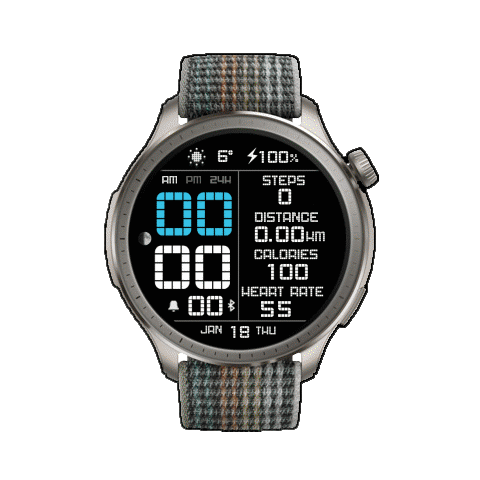 6° 100%
AM PM 24H
00
00
00
STEPS
0
DISTANCE
0.00KM
CALORIES
100
HEART RATE
55
JAN 18 THU